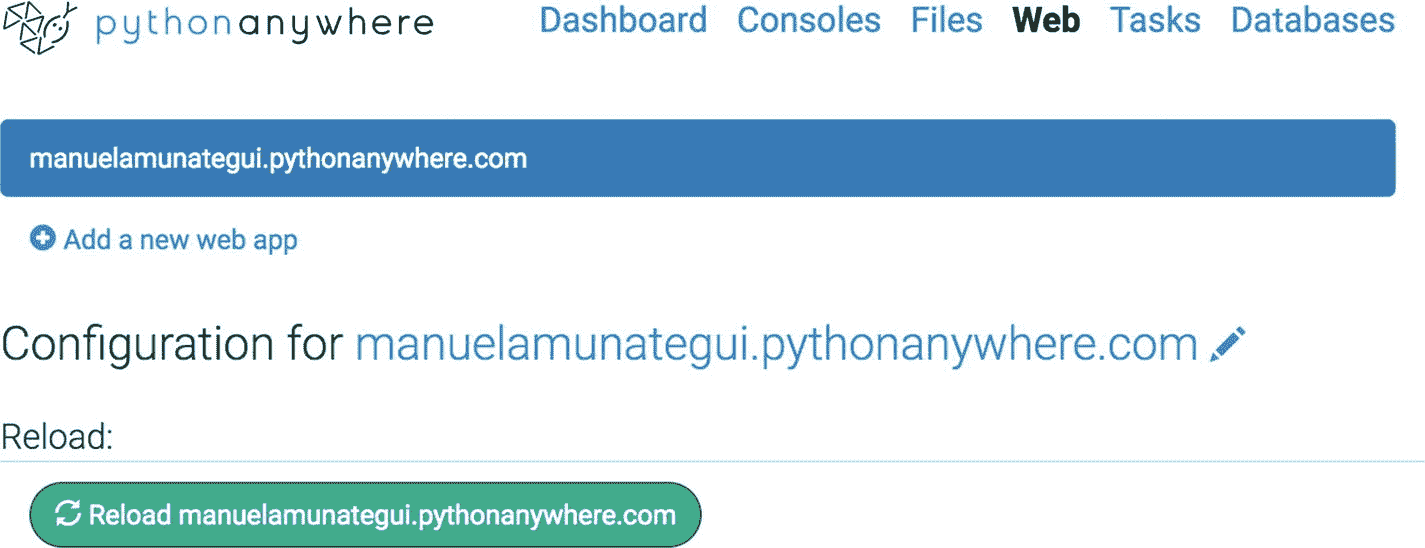 pythonanywhere Dashboard Consoles Files Web Tasks Databases
manuelamunategui.pythonanywhere.com
Add a new web app
Configuration for manuelamunategui.pythonanywhere.com
Reload:
Reload manuelamunategui.pythonanywhere.com